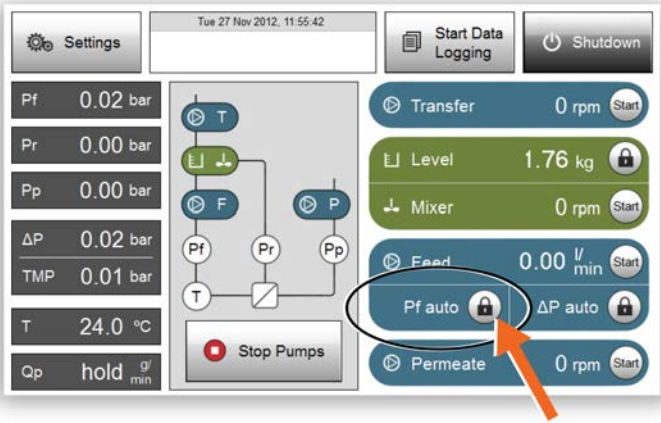 Settings
Tue 27 Nov 2012, 11:55:42
Start Data
Logging
Shutdown
Pf 0.02 bar
Pr 0.00 bar
Pp 0.00 bar
ΔP 0.02 bar
TMP 0.01 bar
T 24.0 ºC
Qp hold g/min
T
F
P
Pf
Pr
Pp
T
Stop Pumps
Transfer 0 rpm Start
Level 1.76 kg
Mixer 0 rpm Start
Feed 0.00 l/min Start
Pf auto
ΔP auto
Permeate 0 rpm Start